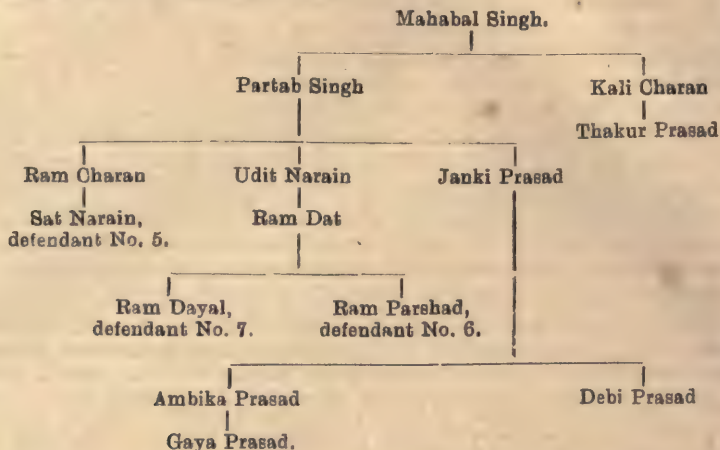 Mahabal Singh.
Partab Singh
Kali Charan
Thakur Prasad
Ram Charan
Udit Narain
Janki Prasad
Sat Narain,
defendant No. 5.
Ram Dat
Ram Dayal,
defendant No. 7.
Ram Parshad,
defendant No. 6.
Ambika Prasad
Debi Prasad
Gaya Prasad.